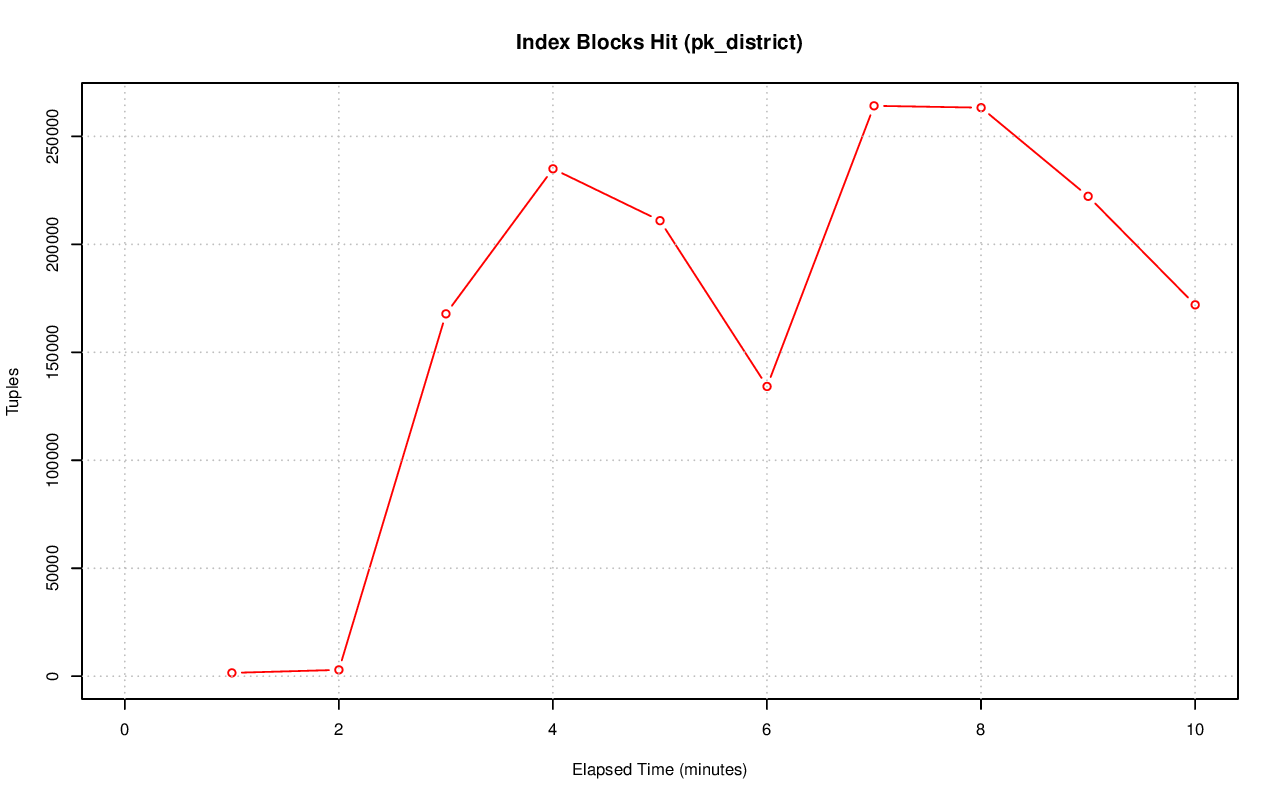 Index Blocks Hit (pk_district)
Tuples
250000
200000
150000
100000
50000
0
0 2 4 6 8 10
Elapsed Time (minutes)